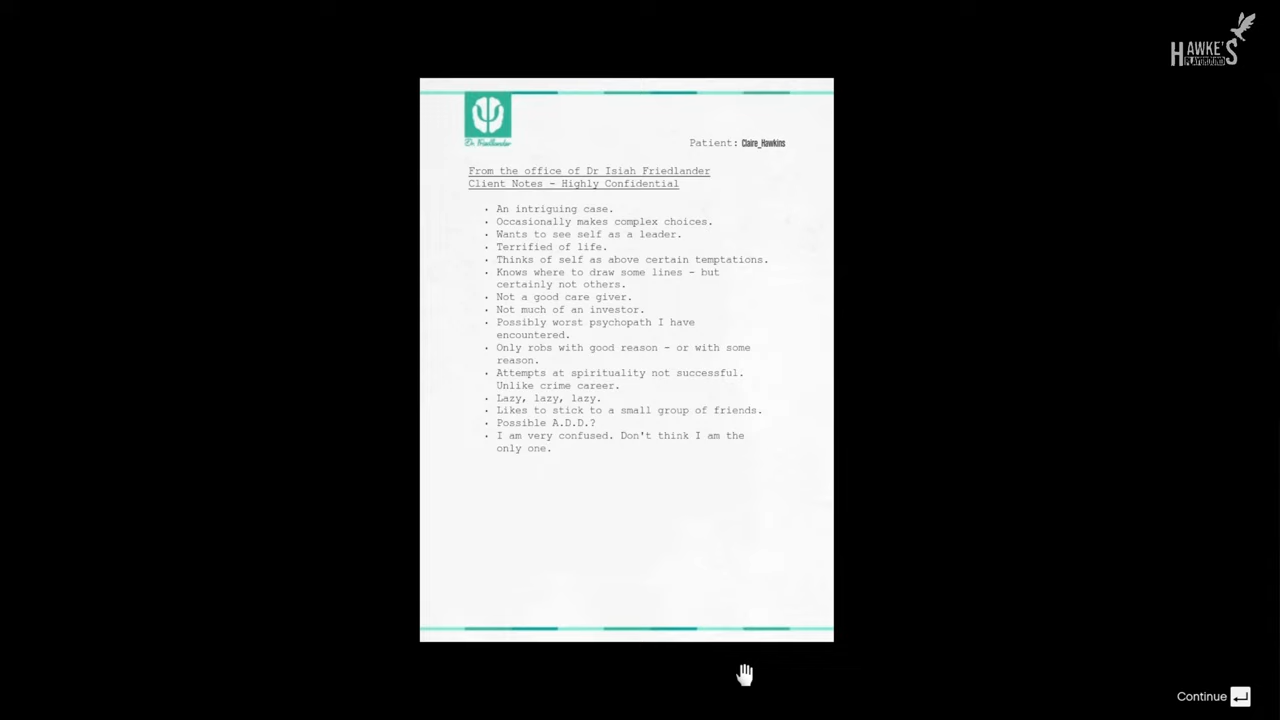 HAWKE'S
PLAYGROUND
Dr Friedlander
Patient: Claire_Hawkins
From the office of Dr Isiah Friedlander
Client Notes - Highly Confidential
· An intriguing case.
· Occasionally makes complex choices.
· Wants to see self as a leader.
· Terrified of life.
· Thinks of self as above certain temptations.
· Knows where to draw some lines - but
certainly not others.
· Not a good care giver.
· Not much of an investor.
· Possibly worst psychopath I have
encountered.
· Only robs with good reason - or with some
reason.
· Attempts at spirituality not successful.
Unlike crime career.
· Lazy, lazy, lazy.
· Likes to stick to a small group of friends.
· Possible A.D.D.?
· I am very confused. Don't think I am the
only one.
Continue